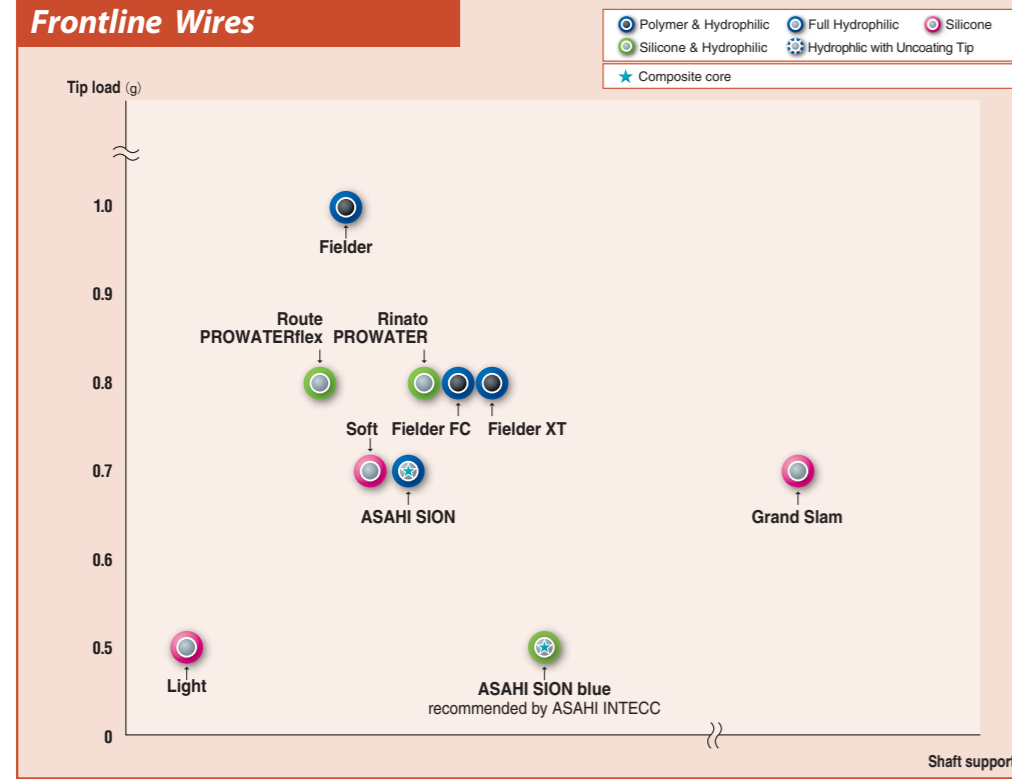 Frontline Wires
Polymer & Hydrophilic Full Hydrophilic Silicone
Silicone & Hydrophilic Hydrophlic with Uncoating Tip
Composite core
Tip load (g)
1.0
Fielder
0.9
Route Rinato
PROWATERflex PROWATER
0.8
Soft Fielder FC Fielder XT
0.7
ASAHI SION Grand Slam
0.6
0.5
Light
ASAHI SION blue
recommended by ASAHI INTECC
0
Shaft support